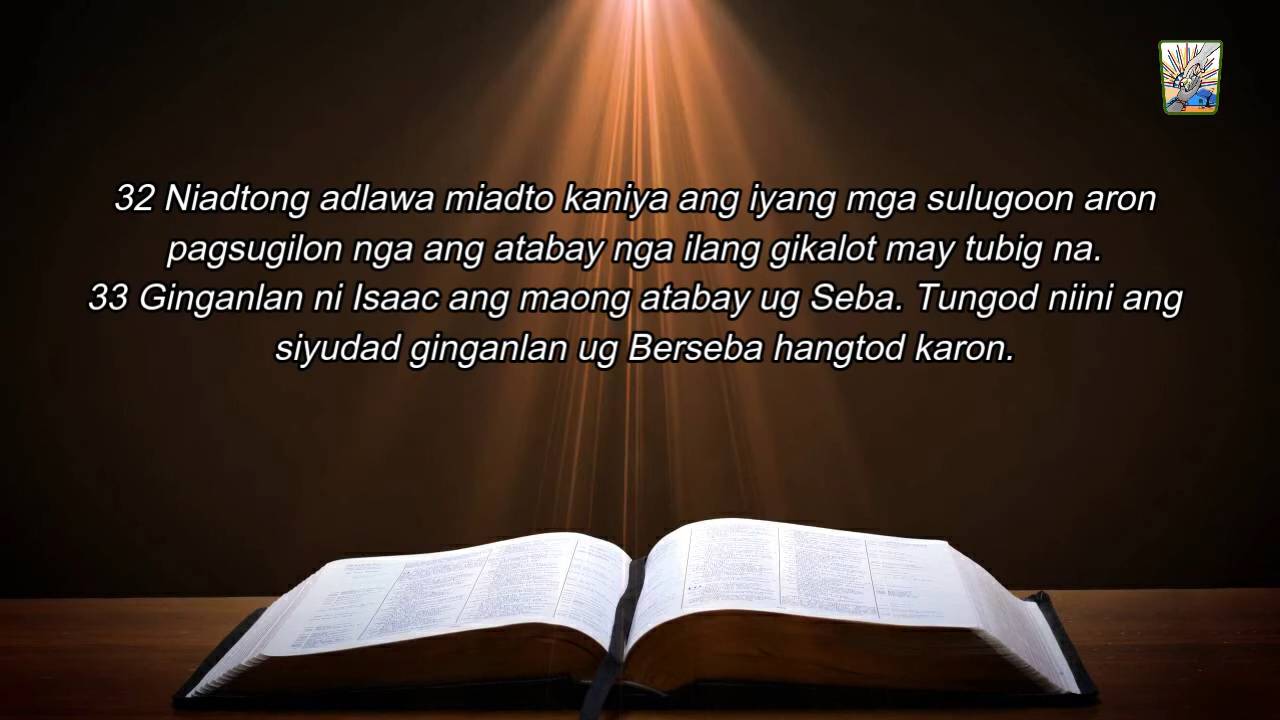 32 Niadtong adlawa miadto kaniya ang iyang mga sulugoon aron
pagsugilon nga ang atabay nga ilang gikalot may tubig na.
33 Ginganlan ni Isaac ang maong atabay ug Seba. Tungod niini ang
siyudad ginganlan ug Berseba hangtod karon.